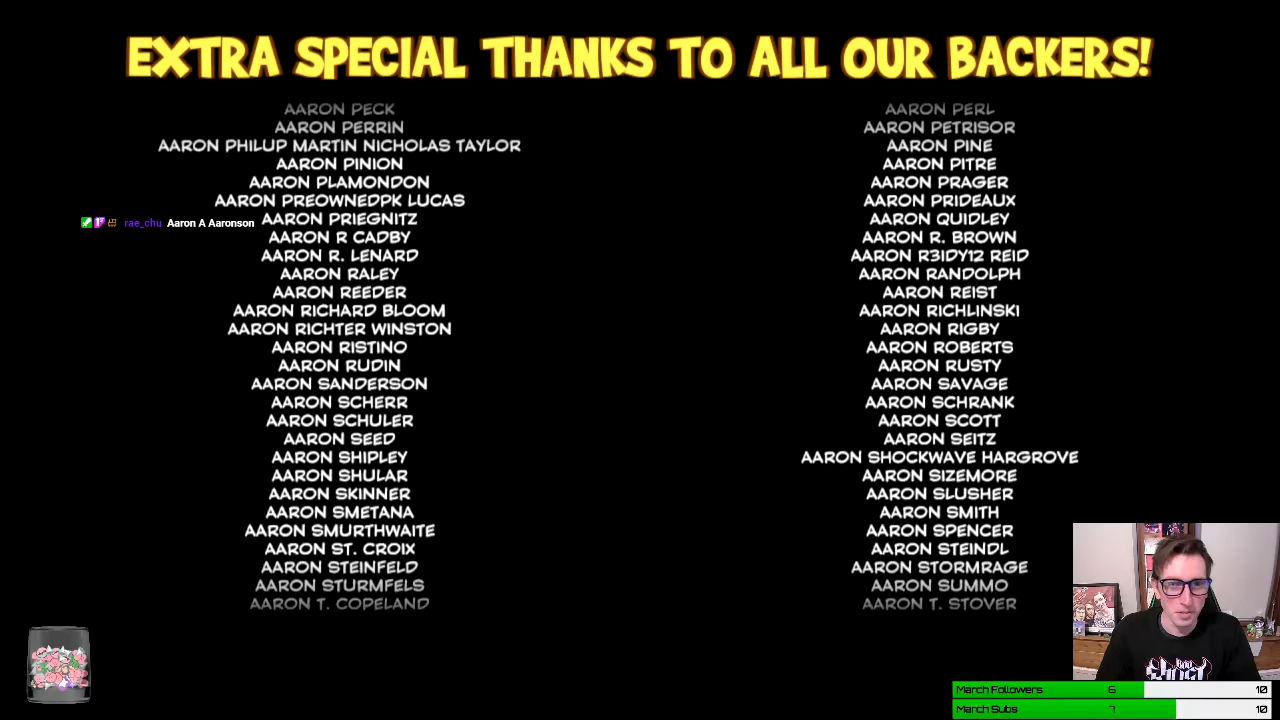 EXTRA SPECIAL THANKS TO ALL OUR BACKERS!
AARON PECK
AARON PERRIN
AARON PHILUP MARTIN NICHOLAS TAYLOR
AARON PINION
AARON PLAMONDON
AARON PREOWNEDPK LUCAS
AARON PRIEGNITZ
rae_chu Aaron A Aaronson
AARON R CADBY
AARON R. LENARD
AARON RALEY
AARON REEDER
AARON RICHARD BLOOM
AARON RICHTER WINSTON
AARON RISTINO
AARON RUDIN
AARON SANDERSON
AARON SCHERR
AARON SCHULER
AARON SEED
AARON SHIPLEY
AARON SHULAR
AARON SKINNER
AARON SMETANA
AARON SMURTHWAITE
AARON ST. CROIX
AARON STEINFELD
AARON STURMFELS
AARON T. COPELAND
AARON PERL
AARON PETRISOR
AARON PINE
AARON PITRE
AARON PRAGER
AARON PRIDEAUX
AARON QUIDLEY
AARON R. BROWN
AARON R3IDY12 REID
AARON RANDOLPH
AARON REIST
AARON RICHLINSKI
AARON RIGBY
AARON ROBERTS
AARON RUSTY
AARON SAVAGE
AARON SCHRANK
AARON SCOTT
AARON SEITZ
AARON SHOCKWAVE HARGROVE
AARON SIZEMORE
AARON SLUSHER
AARON SMITH
AARON SPENCER
AARON STEINDL
AARON STORMRAGE
AARON SUMMO
AARON T. STOVER
March Followers 6 10
March Subs 7 10